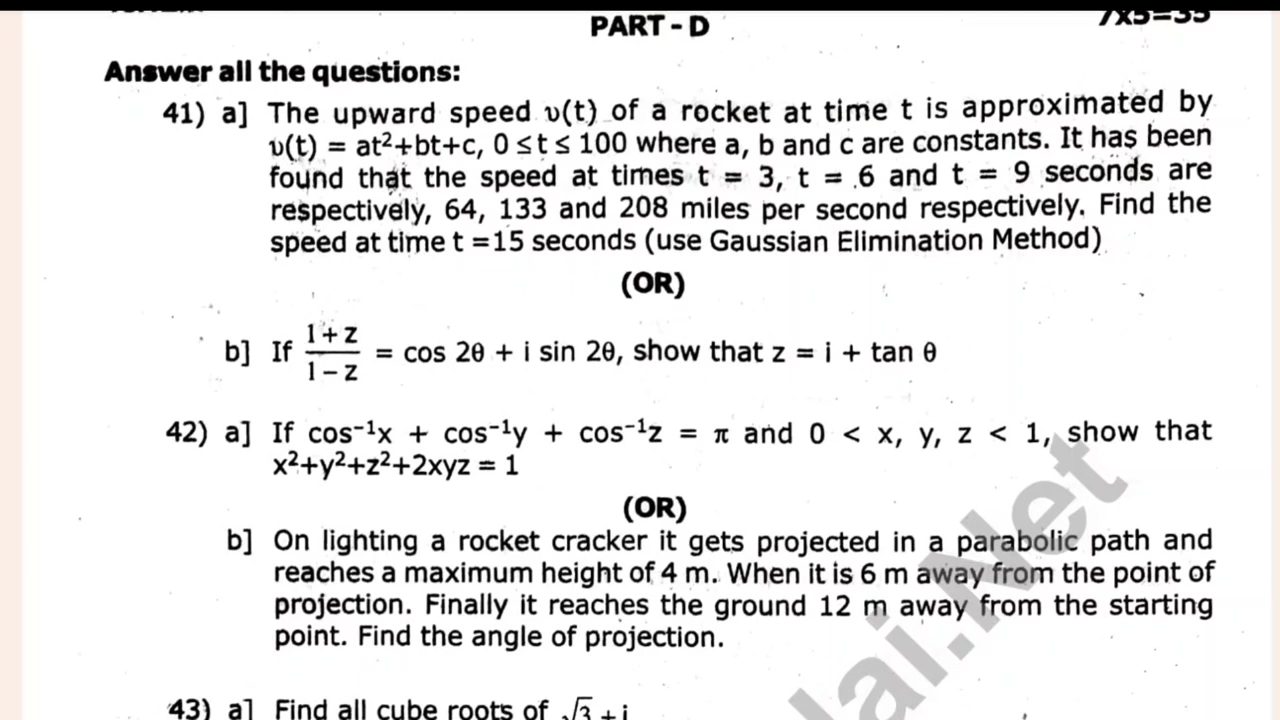 PART - D
7x5=35
Answer all the questions:
41) a] The upward speed υ(t) of a rocket at time t is approximated by
υ(t) = at²+bt+c, 0 ≤ t ≤ 100 where a, b and c are constants. It has been
found that the speed at times t = 3, t = 6 and t = 9 seconds are
respectively, 64, 133 and 208 miles per second respectively. Find the
speed at time t =15 seconds (use Gaussian Elimination Method)
(OR)
b] If (1 + z)/(1 – z) = cos 2θ + i sin 2θ, show that z = i + tan θ
42) a] If cos⁻¹x + cos⁻¹y + cos⁻¹z = π and 0 < x, y, z < 1, show that
x²+y²+z²+2xyz = 1
(OR)
b] On lighting a rocket cracker it gets projected in a parabolic path and
reaches a maximum height of 4 m. When it is 6 m away from the point of
projection. Finally it reaches the ground 12 m away from the starting
point. Find the angle of projection.
43) a] Find all cube roots of √3 + i
lai.Net